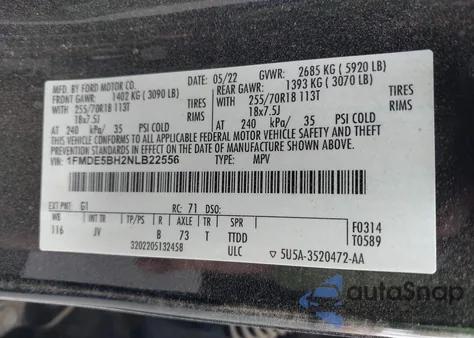 MFD. BY FORD MOTOR CO.
05/22 GVWR: 2685 KG ( 5920 LB)
FRONT GAWR: 1402 KG ( 3090 LB) REAR GAWR: 1393 KG ( 3070 LB)
255/70R18 113T TIRES WITH 255/70R18 113T TIRES
18x7.5J RIMS 18x7.5J RIMS
AT 240 kPa/ 35 PSI COLD AT 240 kPa/ 35 PSI COLD
THIS VEHICLE CONFORMS TO ALL APPLICABLE FEDERAL MOTOR VEHICLE SAFETY AND THEFT PREVENTION STANDARDS IN EFFECT ON THE DATE OF MANUFACTURE SHOWN ABOVE.
VIN: 1FMDE5BH2NLB22556 TYPE: MPV
EXT PNT: G1 RC: 71 DSO:
WB INT TR TP/PS R AXLE TR SPR
116 JV B 73 T TTDD
3202205132458 ULC
F0314
T0589
5U5A-3520472-AA
autoSnap